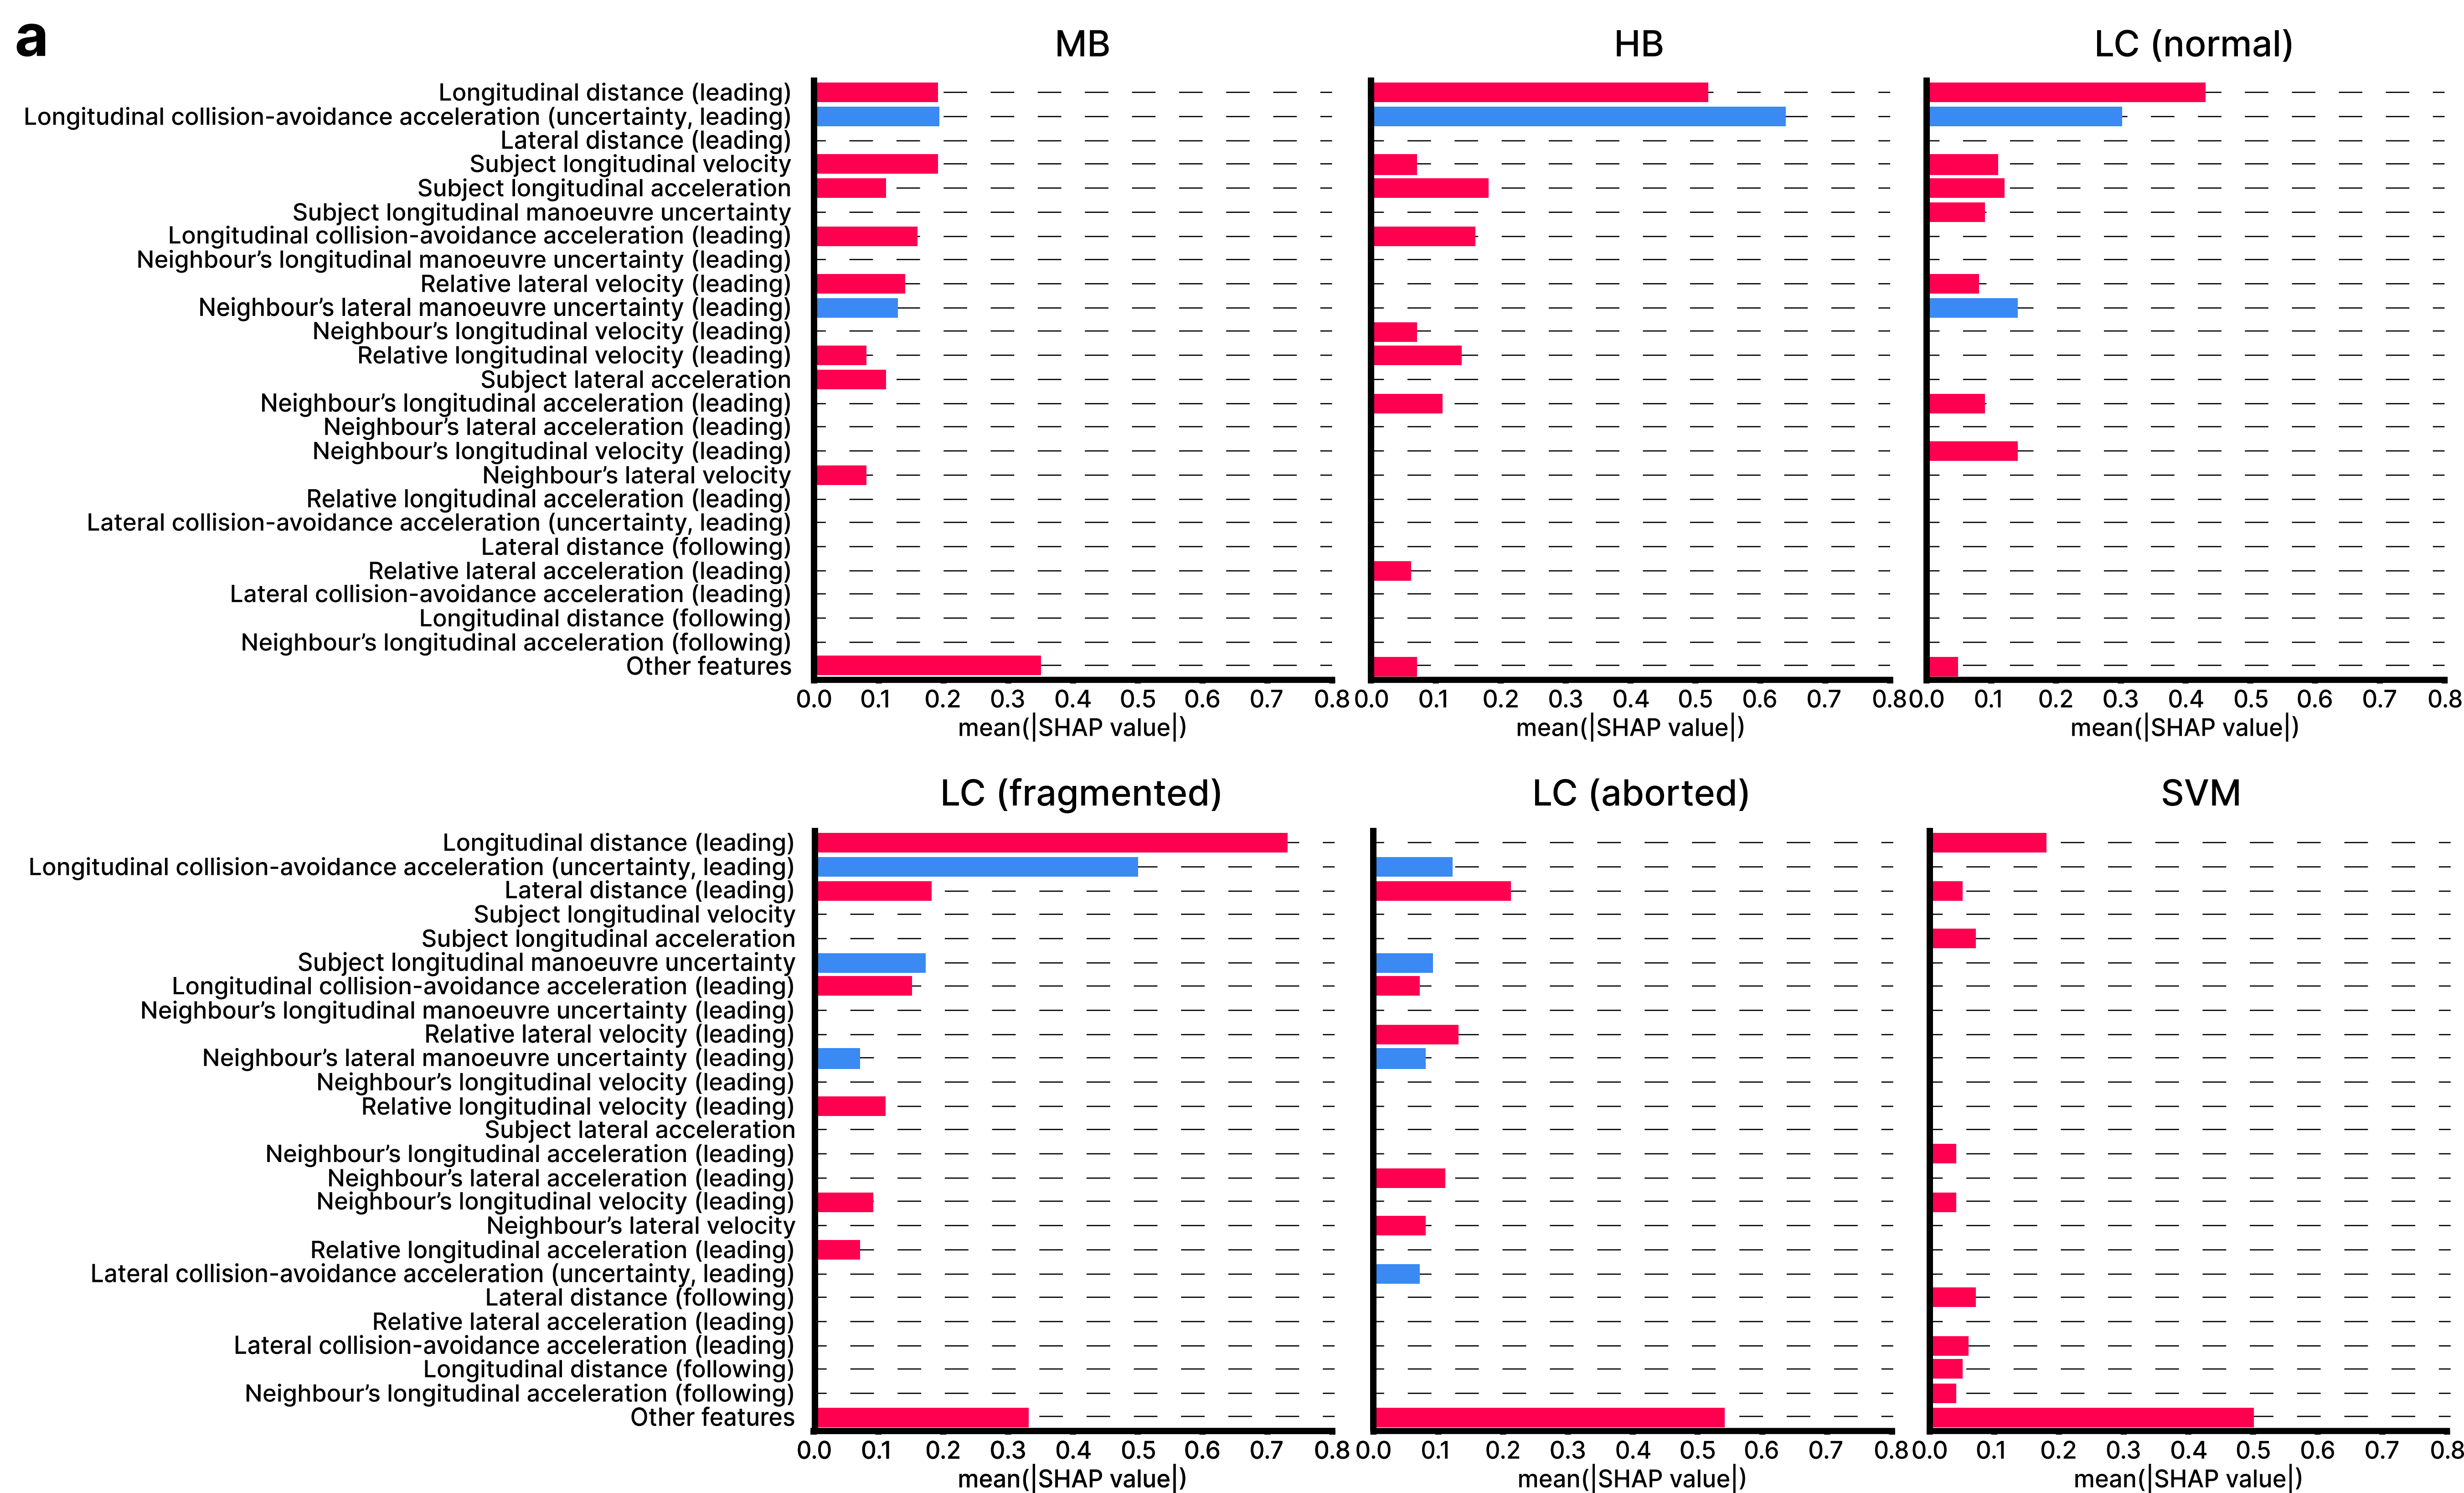 a
MB
HB
LC (normal)
Longitudinal distance (leading)
Longitudinal collision-avoidance acceleration (uncertainty, leading)
Lateral distance (leading)
Subject longitudinal velocity
Subject longitudinal acceleration
Subject longitudinal manoeuvre uncertainty
Longitudinal collision-avoidance acceleration (leading)
Neighbour’s longitudinal manoeuvre uncertainty (leading)
Relative lateral velocity (leading)
Neighbour’s lateral manoeuvre uncertainty (leading)
Neighbour’s longitudinal velocity (leading)
Relative longitudinal velocity (leading)
Subject lateral acceleration
Neighbour’s longitudinal acceleration (leading)
Neighbour’s lateral acceleration (leading)
Neighbour’s longitudinal velocity (leading)
Neighbour’s lateral velocity
Relative longitudinal acceleration (leading)
Lateral collision-avoidance acceleration (uncertainty, leading)
Lateral distance (following)
Relative lateral acceleration (leading)
Lateral collision-avoidance acceleration (leading)
Longitudinal distance (following)
Neighbour’s longitudinal acceleration (following)
Other features
0.0 0.1 0.2 0.3 0.4 0.5 0.6 0.7 0.8
0.0 0.1 0.2 0.3 0.4 0.5 0.6 0.7 0.8
0.0 0.1 0.2 0.3 0.4 0.5 0.6 0.7 0.8
mean(|SHAP value|)
mean(|SHAP value|)
mean(|SHAP value|)
LC (fragmented)
LC (aborted)
SVM
Longitudinal distance (leading)
Longitudinal collision-avoidance acceleration (uncertainty, leading)
Lateral distance (leading)
Subject longitudinal velocity
Subject longitudinal acceleration
Subject longitudinal manoeuvre uncertainty
Longitudinal collision-avoidance acceleration (leading)
Neighbour’s longitudinal manoeuvre uncertainty (leading)
Relative lateral velocity (leading)
Neighbour’s lateral manoeuvre uncertainty (leading)
Neighbour’s longitudinal velocity (leading)
Relative longitudinal velocity (leading)
Subject lateral acceleration
Neighbour’s longitudinal acceleration (leading)
Neighbour’s lateral acceleration (leading)
Neighbour’s longitudinal velocity (leading)
Neighbour’s lateral velocity
Relative longitudinal acceleration (leading)
Lateral collision-avoidance acceleration (uncertainty, leading)
Lateral distance (following)
Relative lateral acceleration (leading)
Lateral collision-avoidance acceleration (leading)
Longitudinal distance (following)
Neighbour’s longitudinal acceleration (following)
Other features
0.0 0.1 0.2 0.3 0.4 0.5 0.6 0.7 0.8
0.0 0.1 0.2 0.3 0.4 0.5 0.6 0.7 0.8
0.0 0.1 0.2 0.3 0.4 0.5 0.6 0.7 0.8
mean(|SHAP value|)
mean(|SHAP value|)
mean(|SHAP value|)